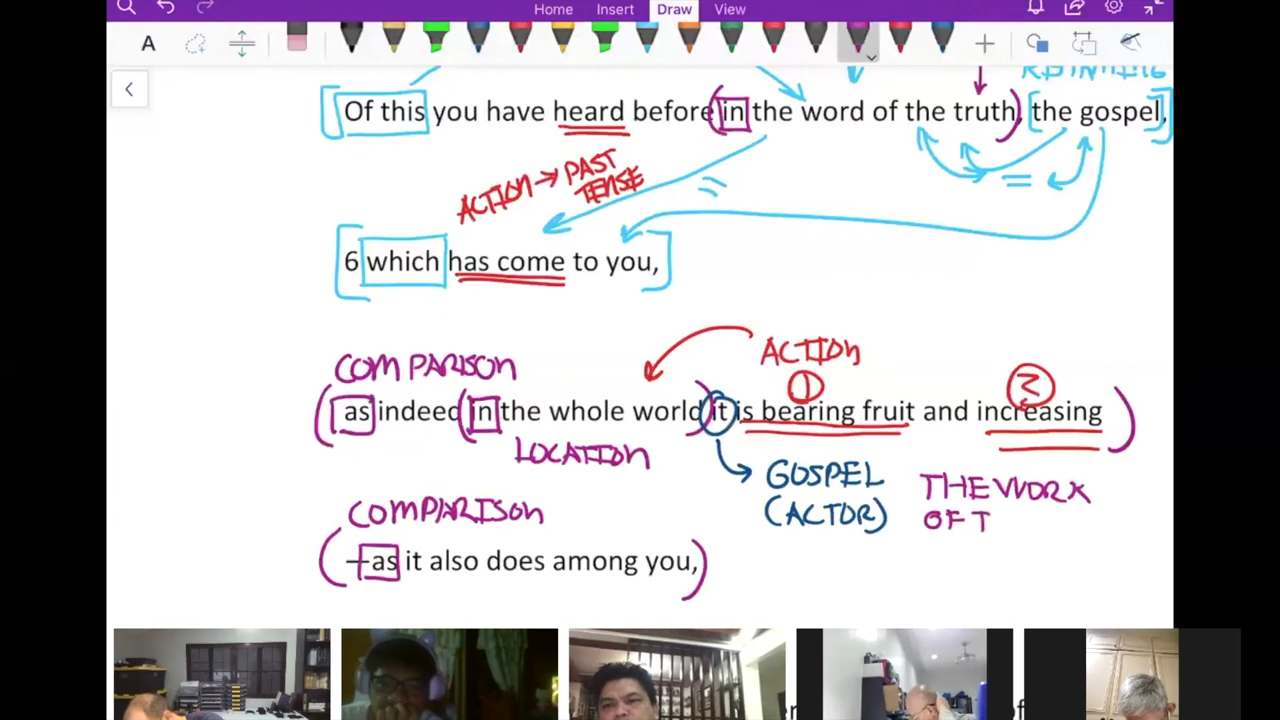 Home Insert Draw View
A
Of this you have heard before (in the word of the truth), [the gospel,]
ACTION → PAST
TENSE
=
=
[6 which has come to you,]
COMPARISON
ACTION
1 2
(as indeed (in the whole world) it is bearing fruit and increasing)
LOCATION
GOSPEL
(ACTOR)
THE WORK
OF T
COMPARISON
(—as it also does among you,)